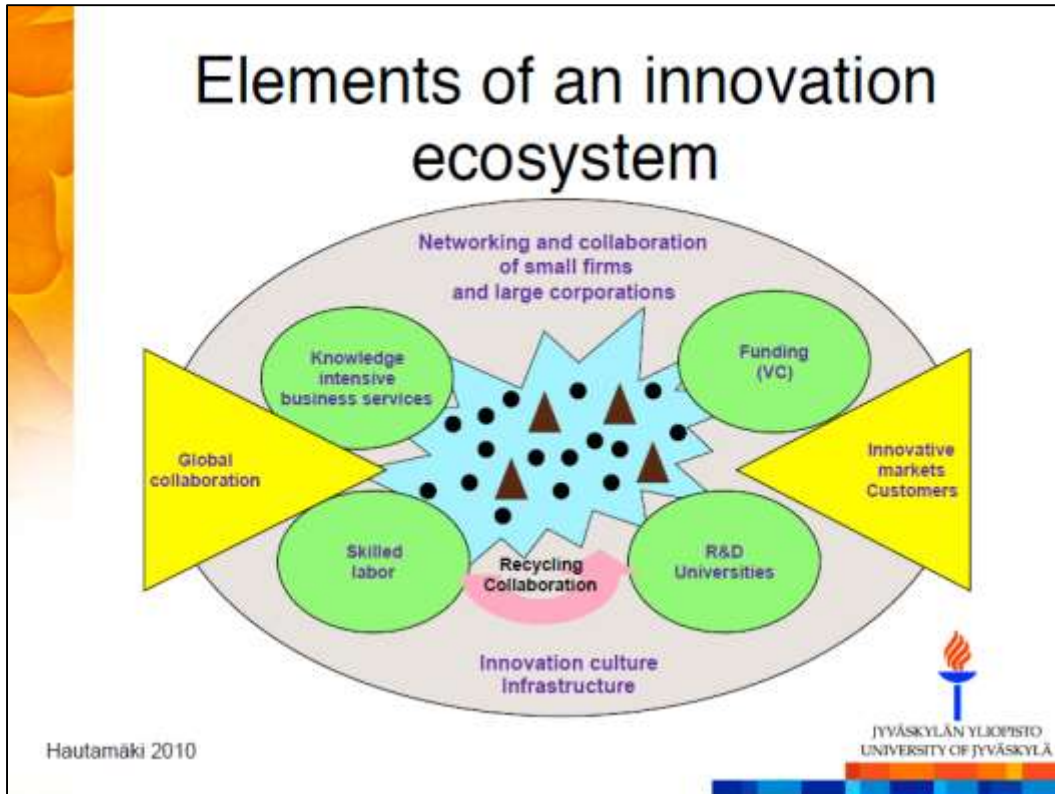 Elements of an innovation
ecosystem
Networking and collaboration
of small firms
and large corporations
Knowledge
intensive
business services
Funding
(VC)
Global
collaboration
Innovative
markets
Customers
Skilled
labor
Recycling
Collaboration
R&D
Universities
Innovation culture
Infrastructure
Hautamäki 2010
JYVÄSKYLÄN YLIOPISTO
UNIVERSITY OF JYVÄSKYLÄ